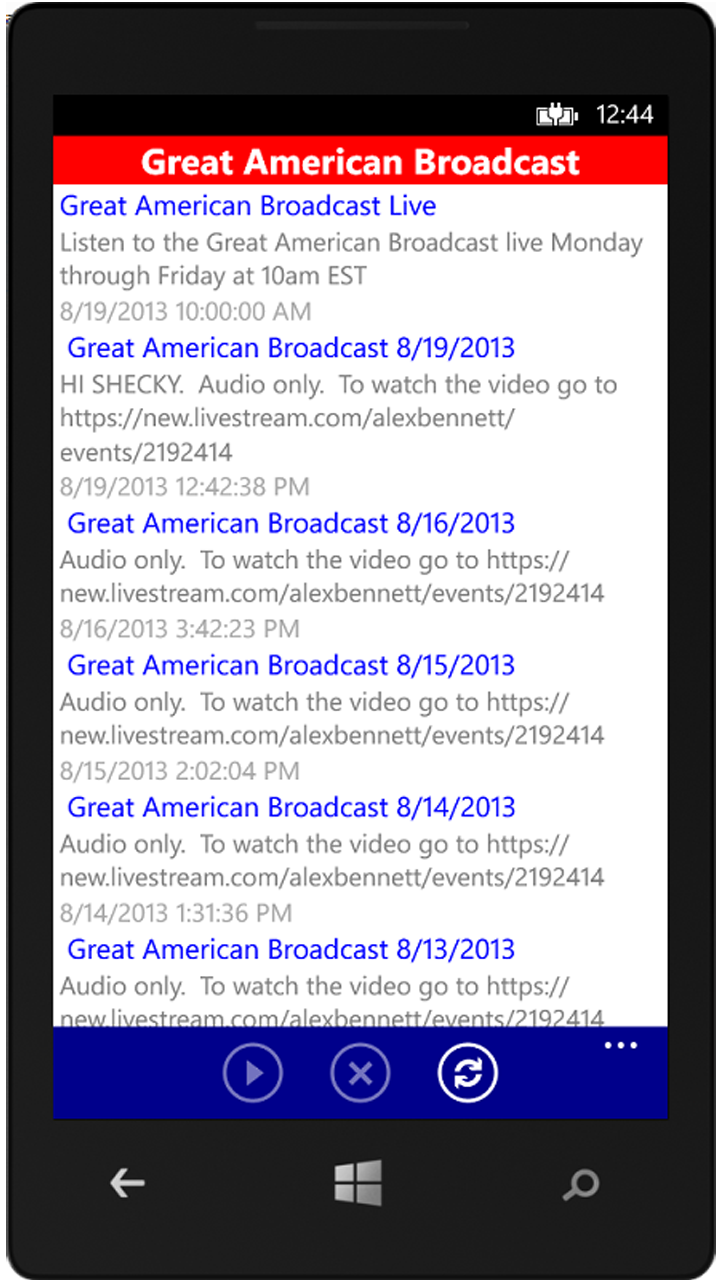 12:44
Great American Broadcast
Great American Broadcast Live
Listen to the Great American Broadcast live Monday
through Friday at 10am EST
8/19/2013 10:00:00 AM
Great American Broadcast 8/19/2013
HI SHECKY.  Audio only.  To watch the video go to
https://new.livestream.com/alexbennett/
events/2192414
8/19/2013 12:42:38 PM
Great American Broadcast 8/16/2013
Audio only.  To watch the video go to https://
new.livestream.com/alexbennett/events/2192414
8/16/2013 3:42:23 PM
Great American Broadcast 8/15/2013
Audio only.  To watch the video go to https://
new.livestream.com/alexbennett/events/2192414
8/15/2013 2:02:04 PM
Great American Broadcast 8/14/2013
Audio only.  To watch the video go to https://
new.livestream.com/alexbennett/events/2192414
8/14/2013 1:31:36 PM
Great American Broadcast 8/13/2013
Audio only.  To watch the video go to https://
new.livestream.com/alexbennett/events/2192414